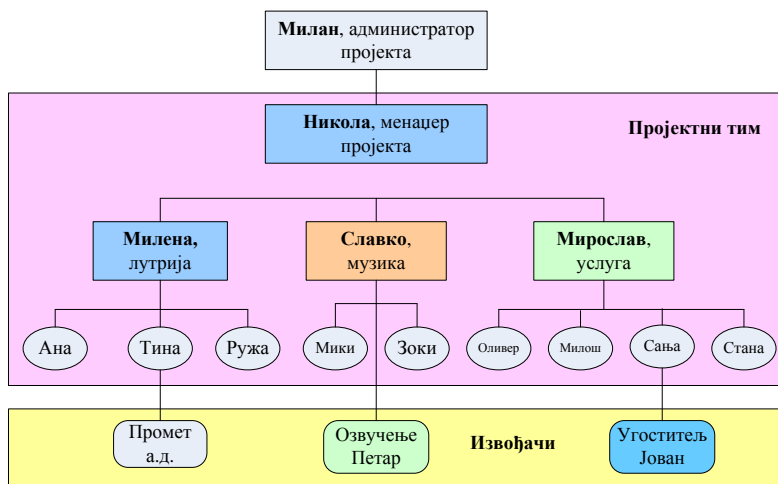 Милан, администратор
пројекта
Никола, менаџер
пројекта
Пројектни тим
Милена,
лутрија
Славко,
музика
Мирослав,
услуга
Ана
Тина
Ружа
Мики
Зоки
Оливер
Милош
Сања
Стана
Промет
а.д.
Озвучење
Петар
Извођачи
Угоститељ
Јован